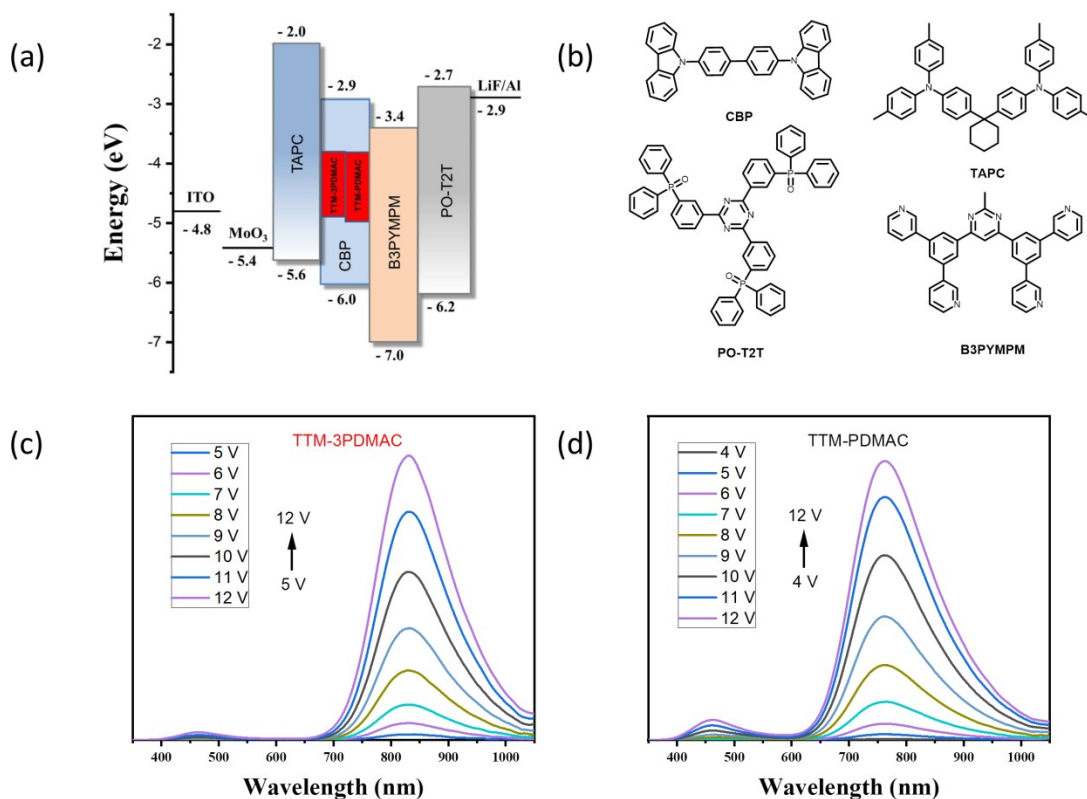 (a)
Energy (eV)
-2
-3
-4
-5
-6
-7
ITO
- 4.8
MoO3
- 5.4
- 2.0
TAPC
- 5.6
- 2.9
TTM-3PDMAC
TTM-PDMAC
CBP
- 6.0
- 3.4
B3PYMPM
- 7.0
- 2.7
PO-T2T
- 6.2
LiF/Al
- 2.9
(b)
N
N
CBP
N
N
TAPC
P
O
O
P
N
N
N
O
P
PO-T2T
N
N
N
N
N
N
B3PYMPM
(c)
TTM-3PDMAC
5 V
6 V
7 V
8 V
9 V
10 V
11 V
12 V
12 V
5 V
400 500 600 700 800 900 1000
Wavelength (nm)
(d)
TTM-PDMAC
4 V
5 V
6 V
7 V
8 V
9 V
10 V
11 V
12 V
12 V
4 V
400 500 600 700 800 900 1000
Wavelength (nm)